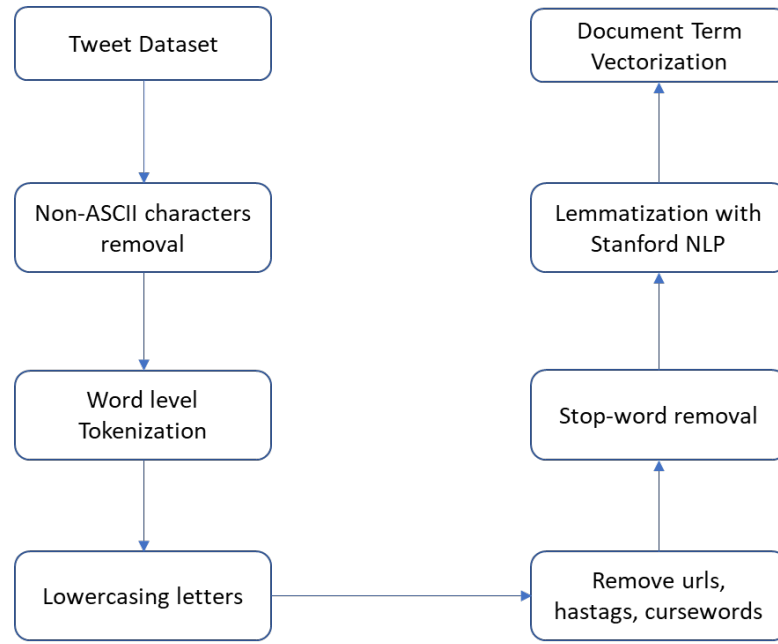 Tweet Dataset
Non-ASCII characters
removal
Word level
Tokenization
Lowercasing letters
Remove urls,
hastags, cursewords
Stop-word removal
Lemmatization with
Stanford NLP
Document Term
Vectorization